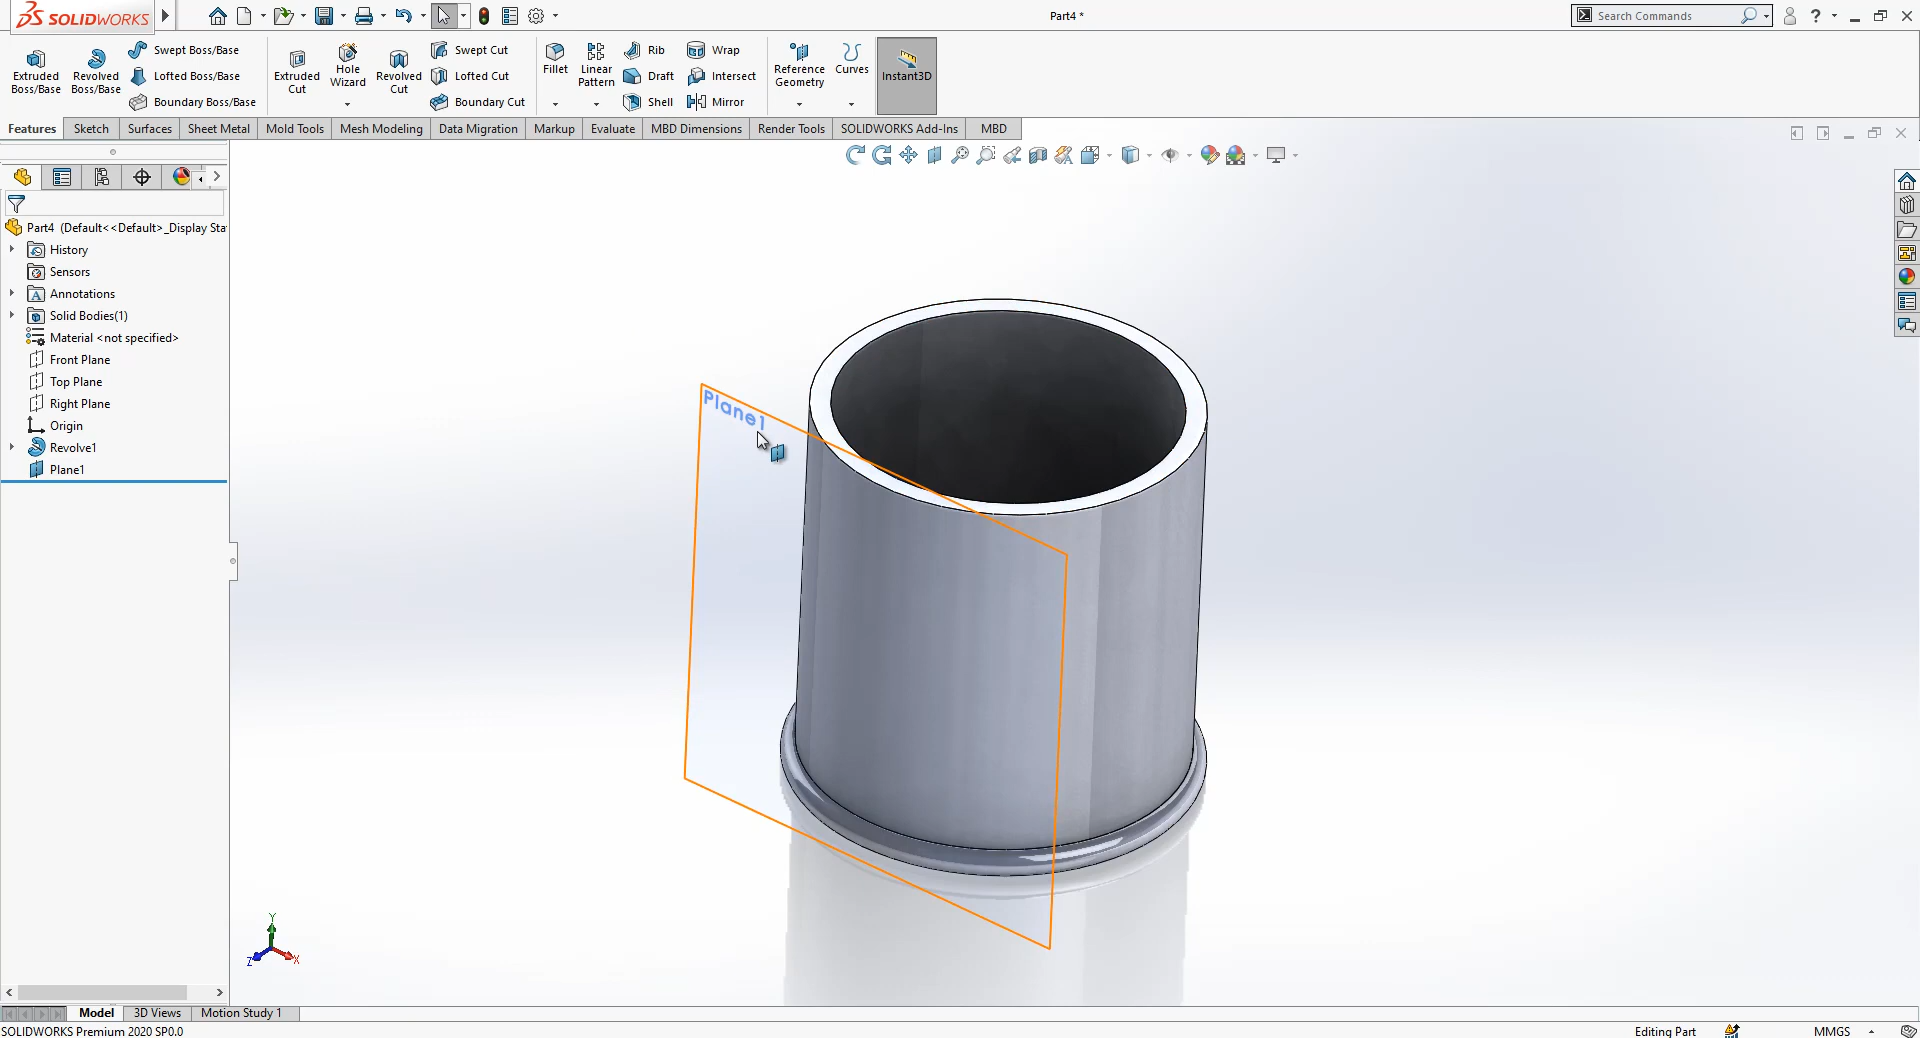 SOLIDWORKS
Part4 *
Search Commands
?
Extruded Boss/Base
Revolved Boss/Base
Swept Boss/Base
Lofted Boss/Base
Boundary Boss/Base
Extruded Cut
Hole Wizard
Revolved Cut
Swept Cut
Lofted Cut
Boundary Cut
Fillet
Linear Pattern
Rib
Draft
Shell
Wrap
Intersect
Mirror
Reference Geometry
Curves
Instant3D
Features
Sketch
Surfaces
Sheet Metal
Mold Tools
Mesh Modeling
Data Migration
Markup
Evaluate
MBD Dimensions
Render Tools
SOLIDWORKS Add-Ins
MBD
Part4 (Default<<Default>_Display Sta
History
Sensors
A
Annotations
Solid Bodies(1)
Material <not specified>
Front Plane
Top Plane
Right Plane
Origin
Revolve1
Plane1
Plane1
Y
Z
X
Model
3D Views
Motion Study 1
SOLIDWORKS Premium 2020 SP0.0
Editing Part
MMGS